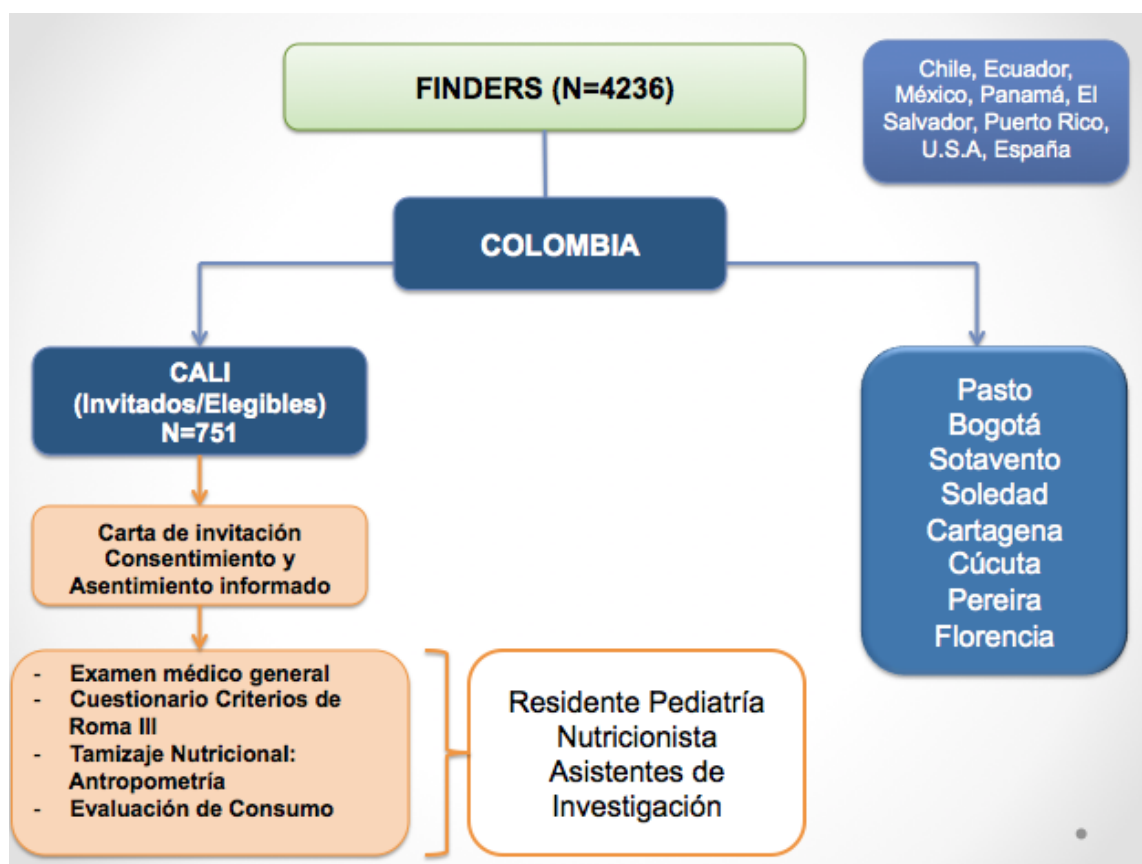 FINDERS (N=4236)
Chile, Ecuador,
México, Panamá, El
Salvador, Puerto Rico,
U.S.A, España
COLOMBIA
CALI
(Invitados/Elegibles)
N=751
Pasto
Bogotá
Sotavento
Soledad
Cartagena
Cúcuta
Pereira
Florencia
Carta de invitación
Consentimiento y
Asentimiento informado
- Examen médico general
- Cuestionario Criterios de
Roma III
- Tamizaje Nutricional:
Antropometría
- Evaluación de Consumo
Residente Pediatría
Nutricionista
Asistentes de
Investigación